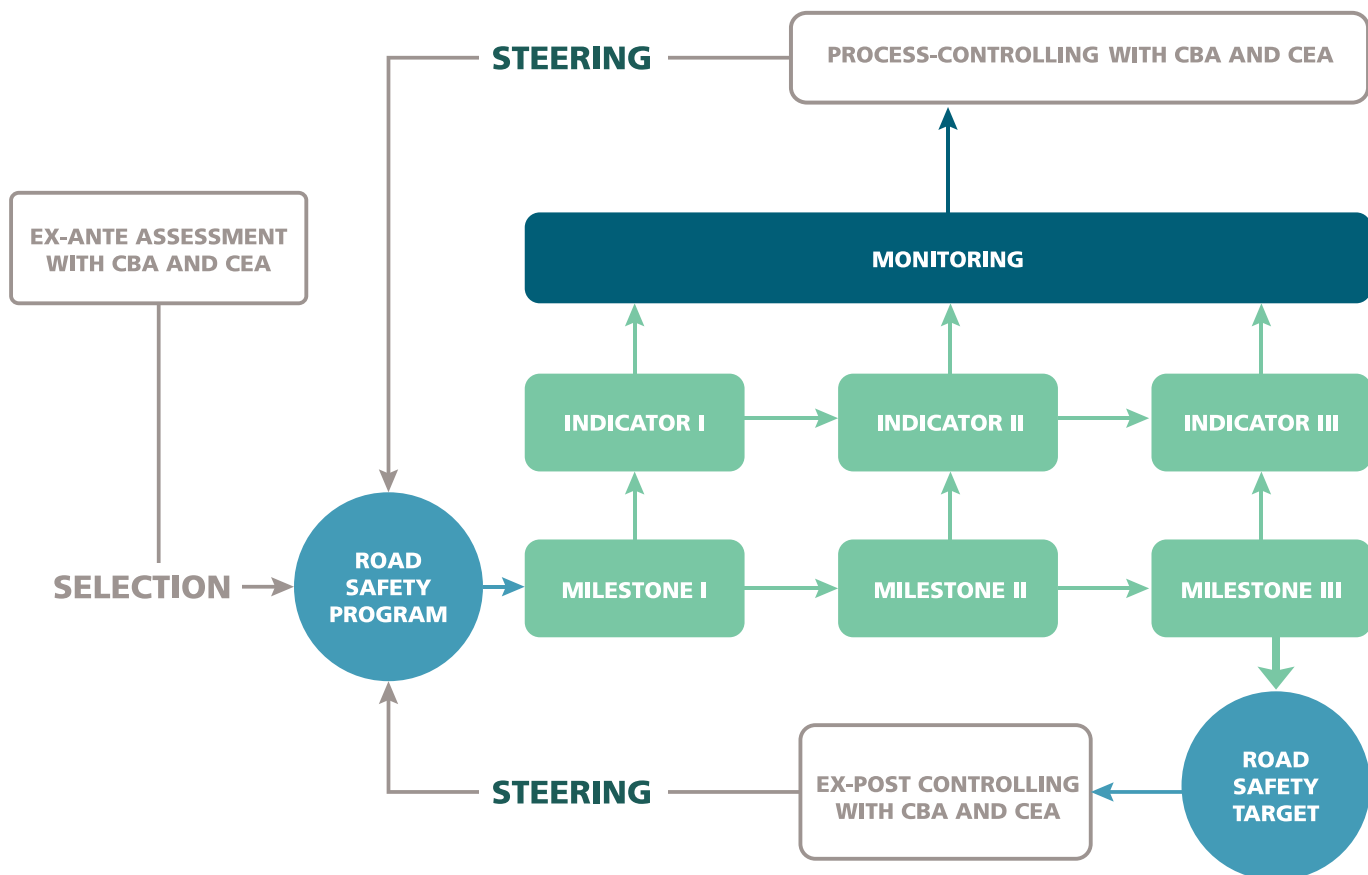 STEERING
PROCESS-CONTROLLING WITH CBA AND CEA
EX-ANTE ASSESSMENT
WITH CBA AND CEA
MONITORING
INDICATOR I
INDICATOR II
INDICATOR III
SELECTION
ROAD
SAFETY
PROGRAM
MILESTONE I
MILESTONE II
MILESTONE III
STEERING
EX-POST CONTROLLING
WITH CBA AND CEA
ROAD
SAFETY
TARGET